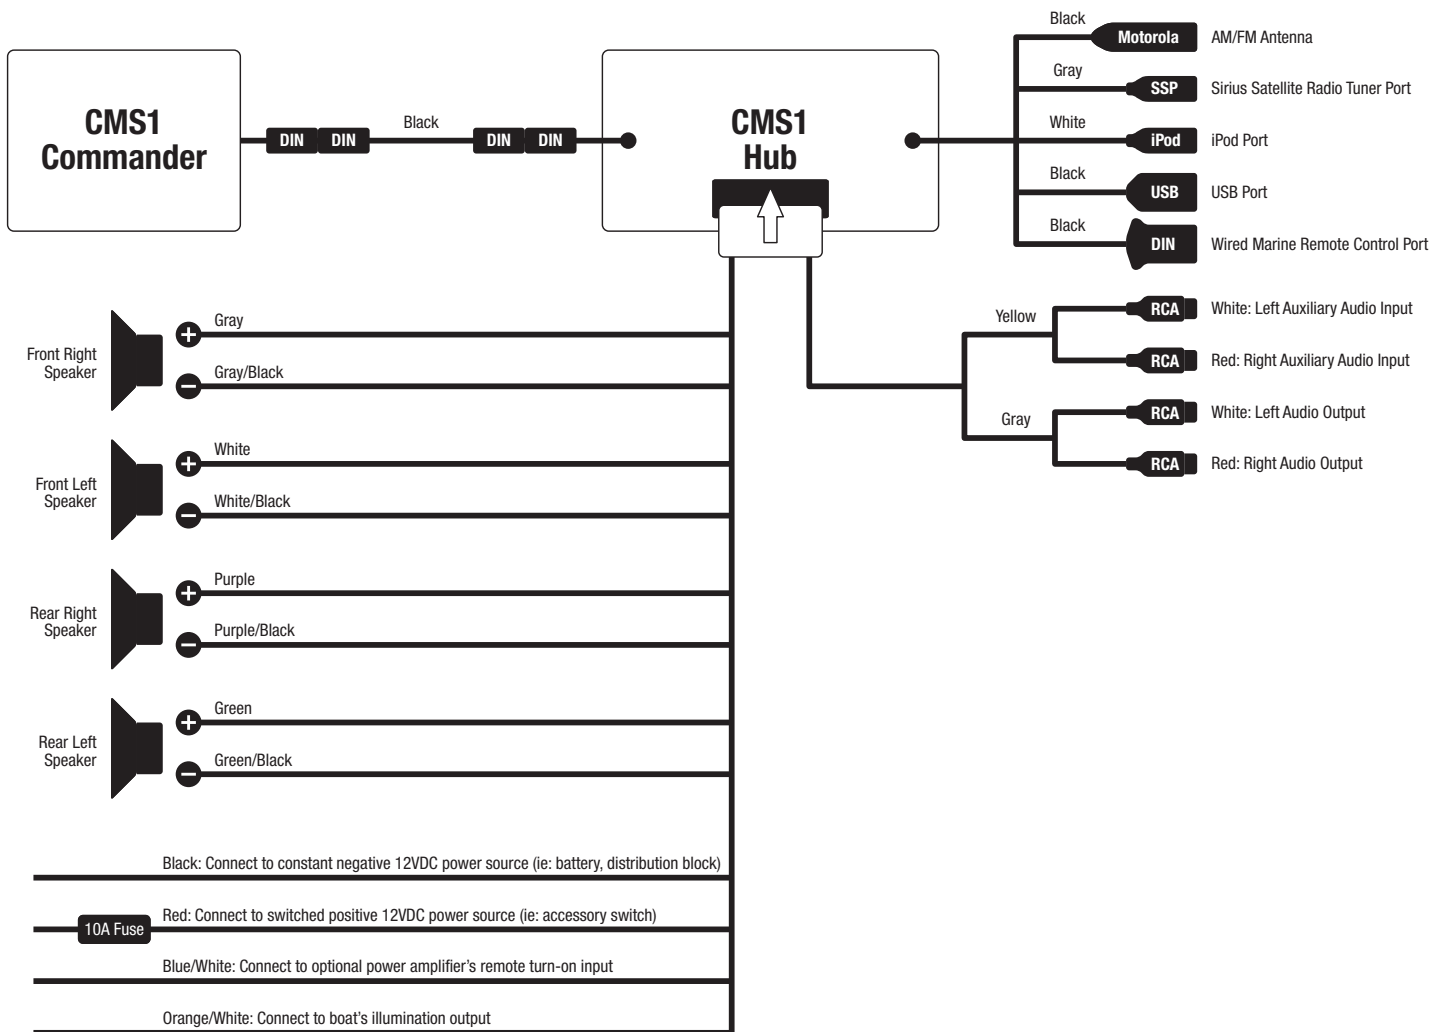 CMS1
Commander
DIN DIN
Black
DIN DIN
CMS1
Hub
Black
Motorola
AM/FM Antenna
Gray
SSP
Sirius Satellite Radio Tuner Port
White
iPod
iPod Port
Black
USB
USB Port
Black
DIN
Wired Marine Remote Control Port
Yellow
RCA
White: Left Auxiliary Audio Input
RCA
Red: Right Auxiliary Audio Input
Gray
RCA
White: Left Audio Output
RCA
Red: Right Audio Output
Front Right
Speaker
+
Gray
−
Gray/Black
Front Left
Speaker
+
White
−
White/Black
Rear Right
Speaker
+
Purple
−
Purple/Black
Rear Left
Speaker
+
Green
−
Green/Black
Black: Connect to constant negative 12VDC power source (ie: battery, distribution block)
10A Fuse
Red: Connect to switched positive 12VDC power source (ie: accessory switch)
Blue/White: Connect to optional power amplifier’s remote turn-on input
Orange/White: Connect to boat’s illumination output